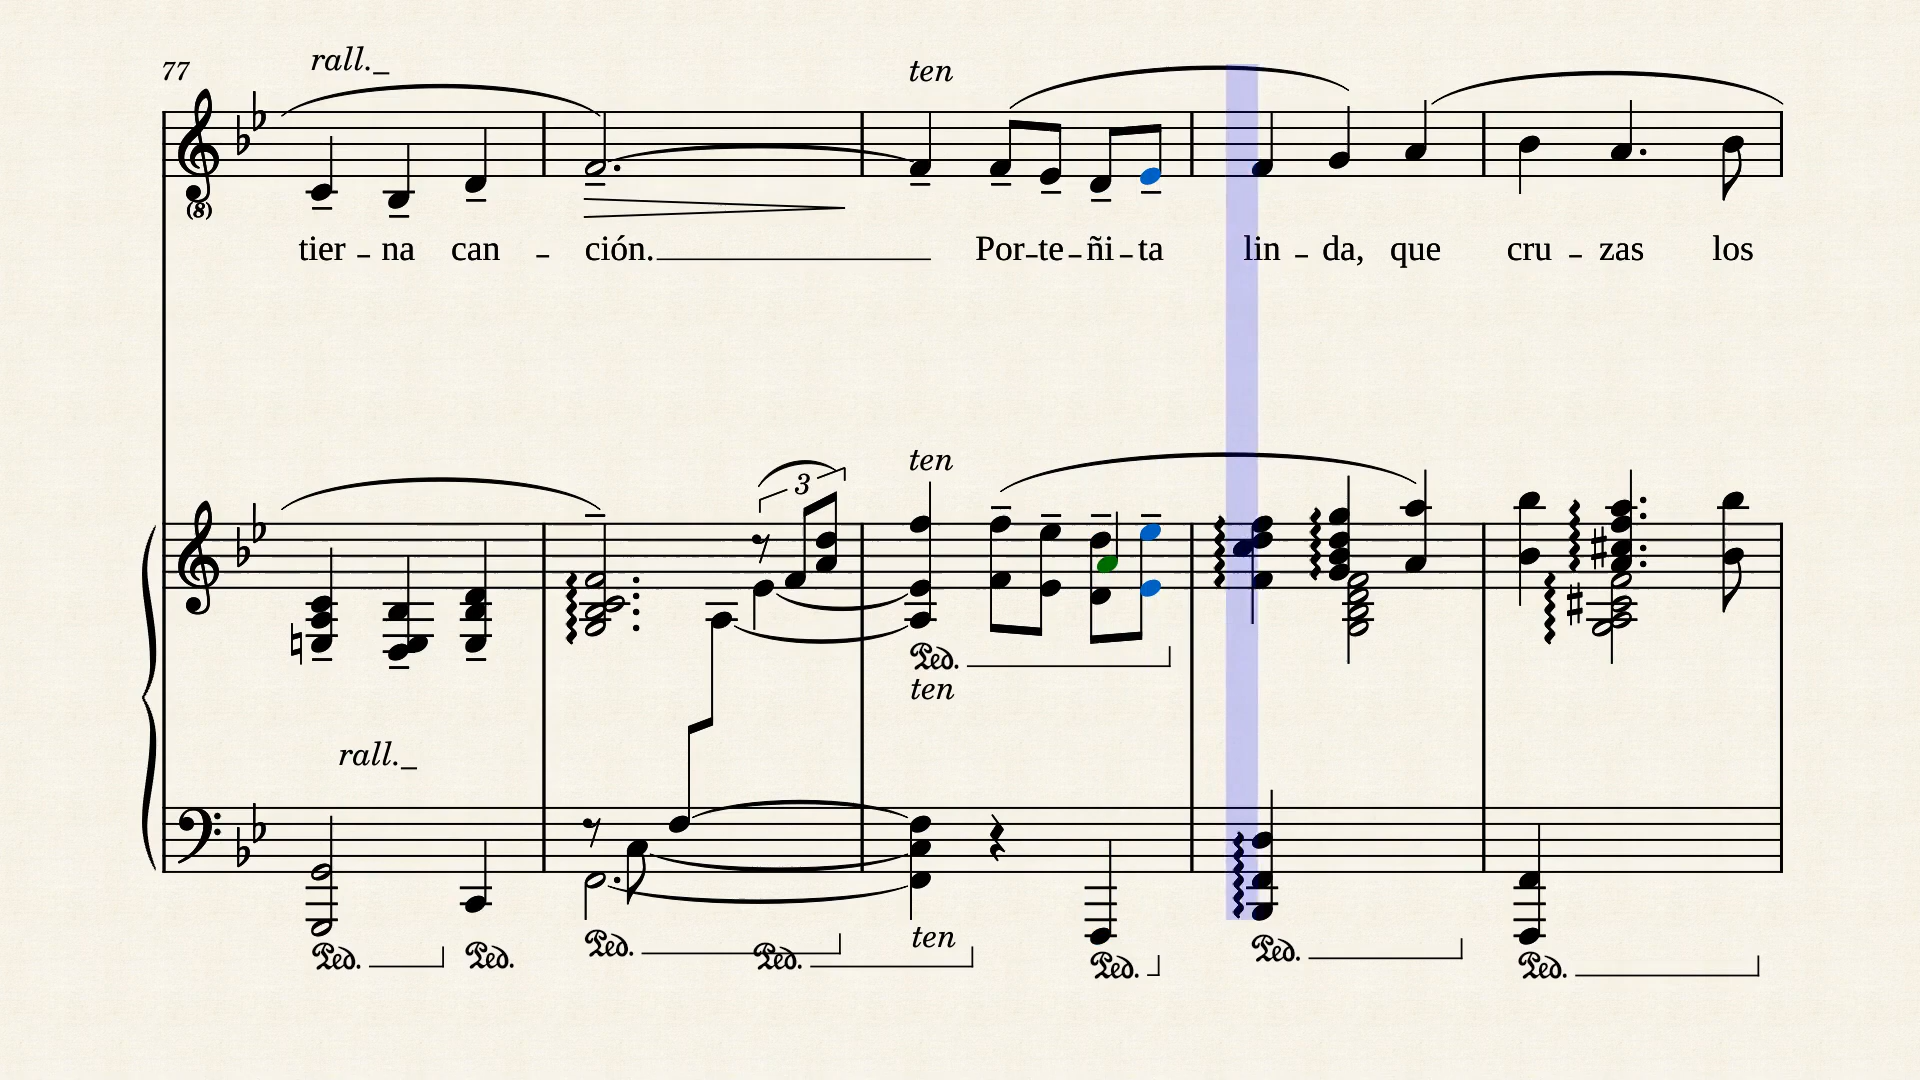 77 rall._ ten
(8)
tier - na can - ción. Por-te-ñi-ta lin - da, que cru - zas los
ten
3
Ped.
ten
rall._
ten
Ped. Ped. Ped. Ped. Ped. Ped. Ped.